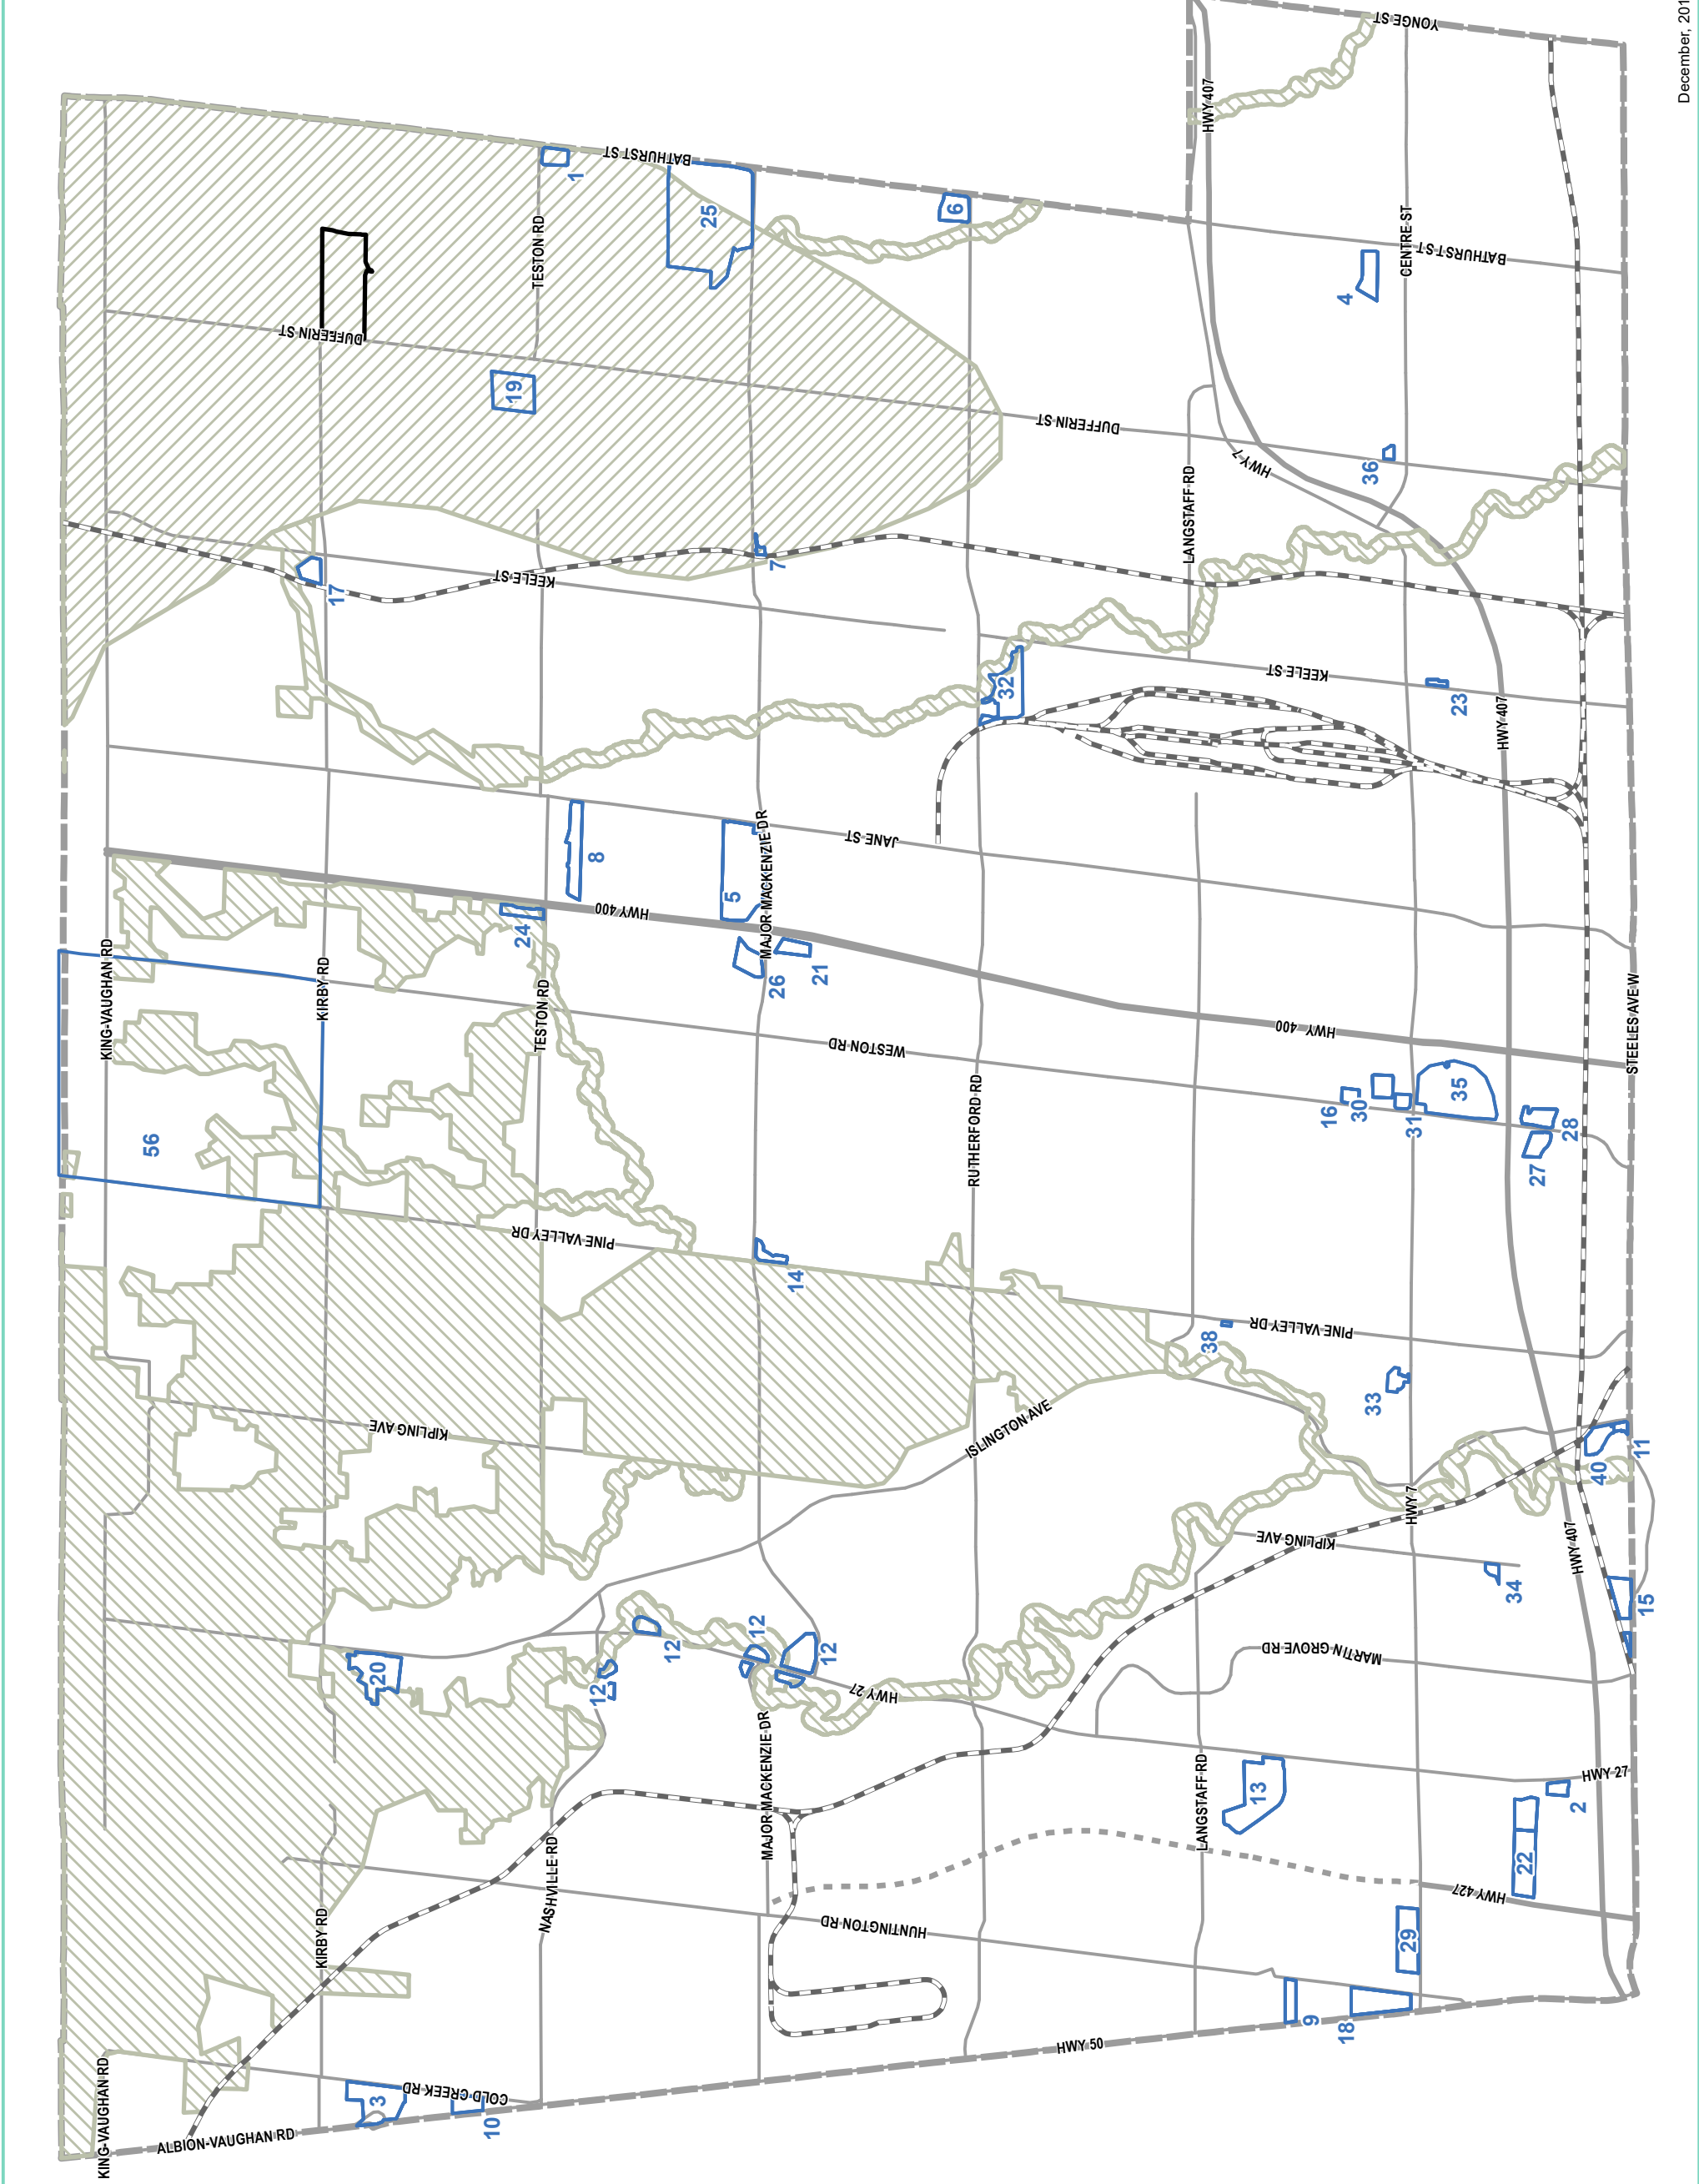 KING-VAUGHAN RD
ALBION-VAUGHAN RD
COLD CREEK RD
3
10
KIRBY RD
NASHVILLE RD
HUNTINGTON RD
MAJOR MACKENZIE DR
HWY 50
9
18
29
HWY 427
22
2
HWY 27
LANGSTAFF RD
13
HWY 27
20
12
12
12
12
MARTIN GROVE RD
34
15
HWY 407
KIPLING AVE
HWY 7
40
11
KIPLING AVE
ISLINGTON AVE
33
38
PINE VALLEY DR
PINE VALLEY DR
14
56
KING-VAUGHAN RD
KIRBY RD
TESTON RD
24
WESTON RD
RUTHERFORD RD
26
21
MAJOR MACKENZIE DR
5
8
HWY 400
HWY 400
16
30
31
35
27
28
STEELES AVE W
JANE ST
32
KEELE ST
23
HWY 407
17
KEELE ST
7
LANGSTAFF RD
HWY 7
36
DUFFERIN ST
DUFFERIN ST
19
TESTON RD
1
25
BATHURST ST
6
4
CENTRE ST
BATHURST ST
HWY 407
YONGE ST
December, 201